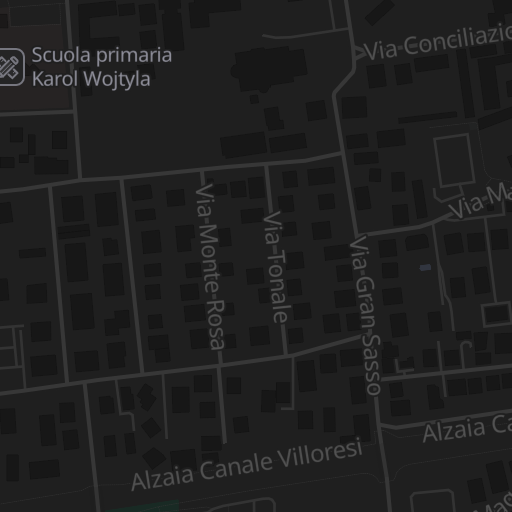 Scuola primaria
Karol Wojtyla
Via Conciliazio
Via Ma
Via Monte Rosa
Via Tonale
Via Gran Sasso
Alzaia Ca
Alzaia Canale Villoresi
Mag